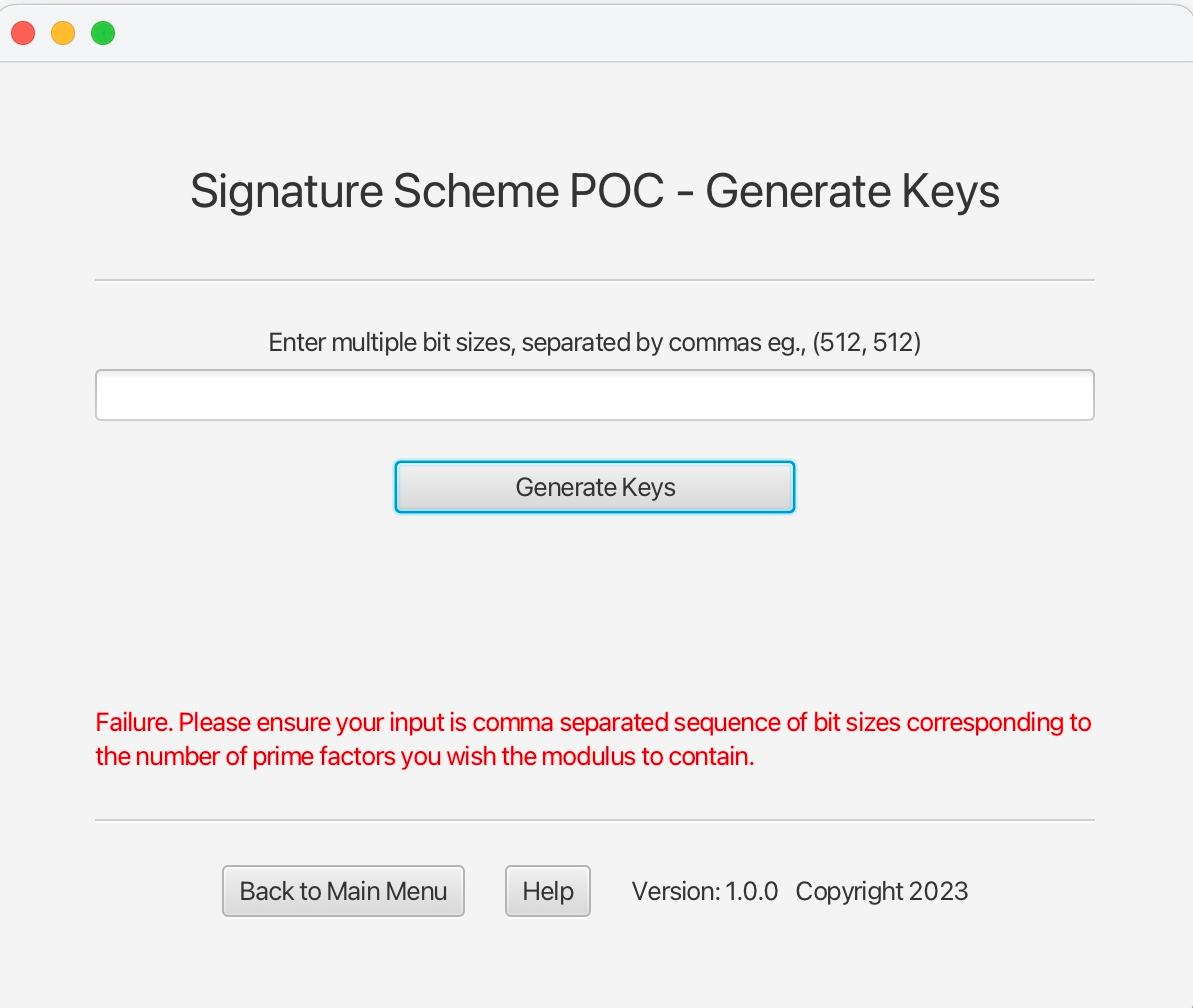 Signature Scheme POC - Generate Keys
Enter multiple bit sizes, separated by commas eg., (512, 512)
Generate Keys
Failure. Please ensure your input is comma separated sequence of bit sizes corresponding to
the number of prime factors you wish the modulus to contain.
Back to Main Menu Help Version: 1.0.0 Copyright 2023